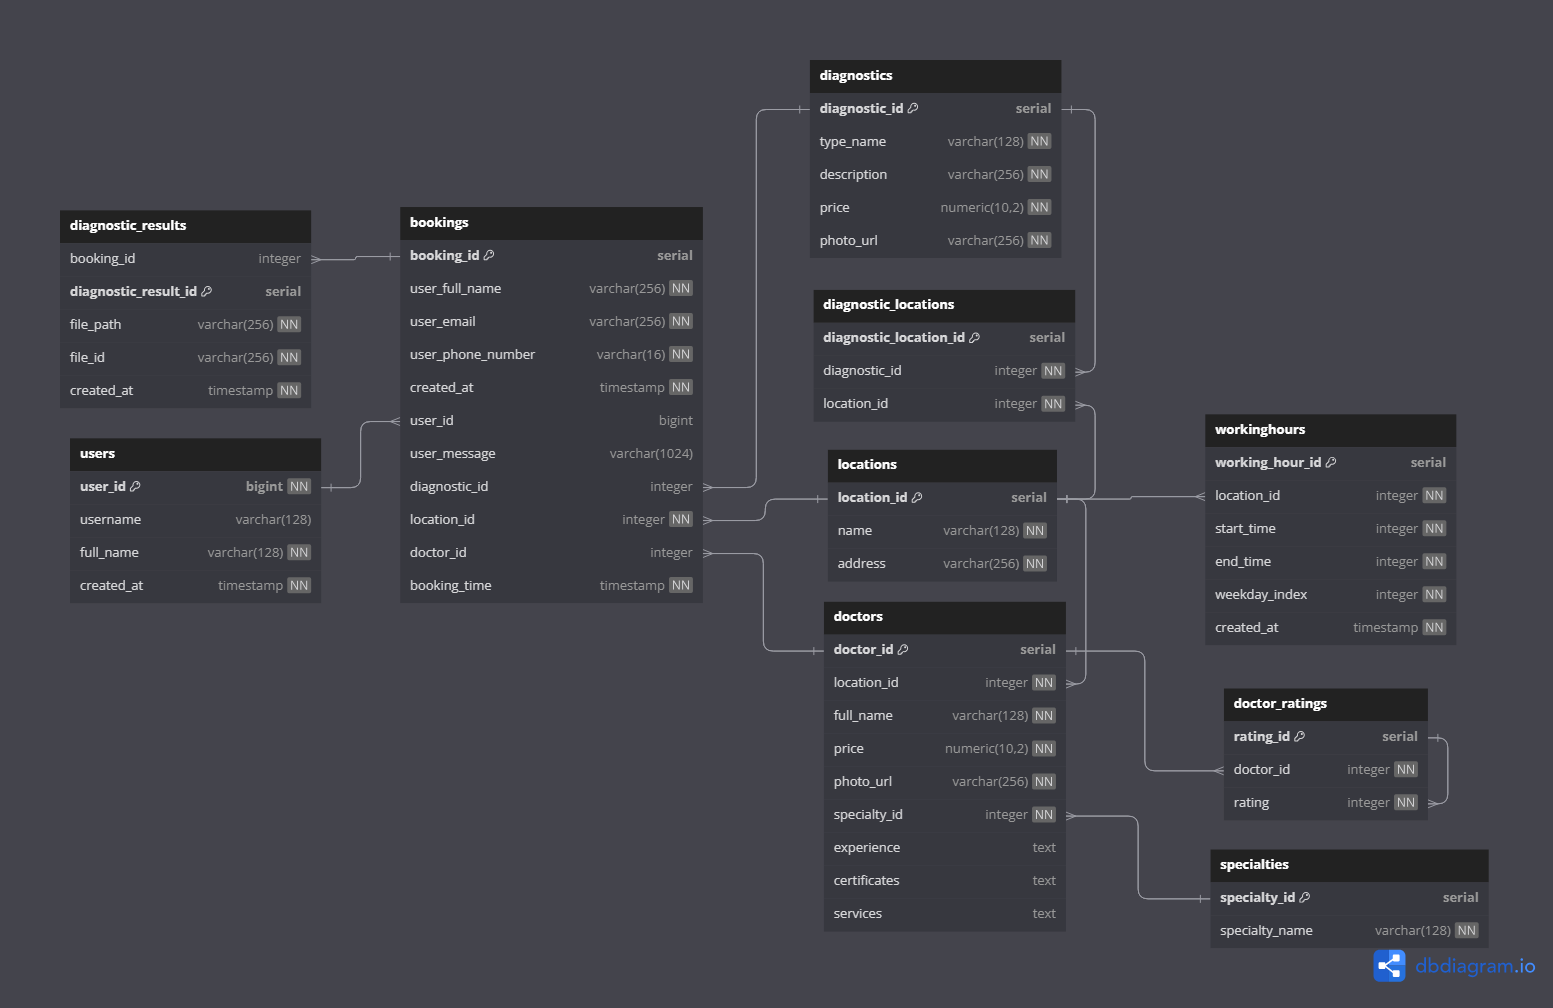 diagnostics
diagnostic_id serial
type_name varchar(128) NN
description varchar(256) NN
price numeric(10,2) NN
photo_url varchar(256) NN
diagnostic_results
booking_id integer
diagnostic_result_id serial
file_path varchar(256) NN
file_id varchar(256) NN
created_at timestamp NN
bookings
booking_id serial
user_full_name varchar(256) NN
user_email varchar(256) NN
user_phone_number varchar(16) NN
created_at timestamp NN
user_id bigint
user_message varchar(1024)
diagnostic_id integer
location_id integer NN
doctor_id integer
booking_time timestamp NN
diagnostic_locations
diagnostic_location_id serial
diagnostic_id integer NN
location_id integer NN
users
user_id bigint NN
username varchar(128)
full_name varchar(128) NN
created_at timestamp NN
locations
location_id serial
name varchar(128) NN
address varchar(256) NN
workinghours
working_hour_id serial
location_id integer NN
start_time integer NN
end_time integer NN
weekday_index integer NN
created_at timestamp NN
doctors
doctor_id serial
location_id integer NN
full_name varchar(128) NN
price numeric(10,2) NN
photo_url varchar(256) NN
specialty_id integer NN
experience text
certificates text
services text
doctor_ratings
rating_id serial
doctor_id integer NN
rating integer NN
specialties
specialty_id serial
specialty_name varchar(128) NN
dbdiagram.io